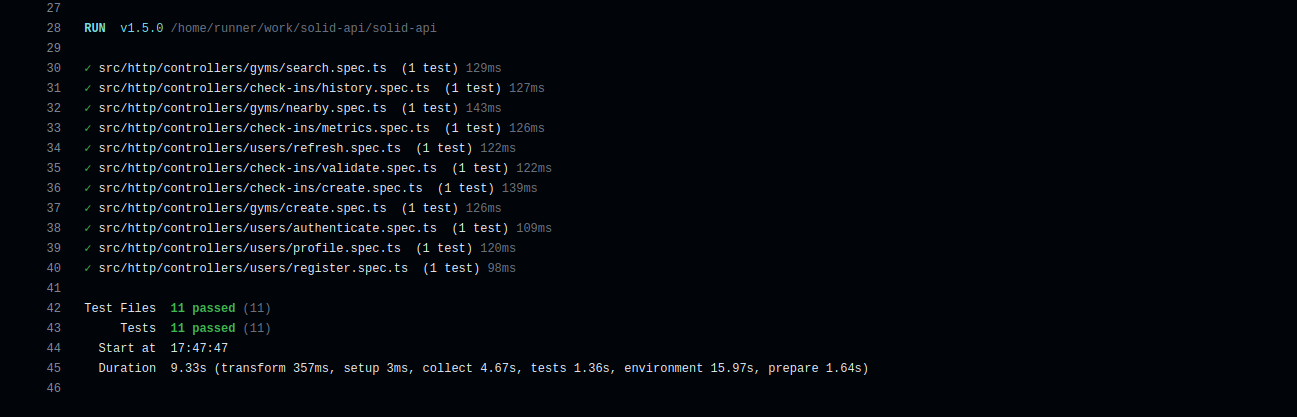 27
28 RUN v1.5.0 /home/runner/work/solid-api/solid-api
29
30 ✓ src/http/controllers/gyms/search.spec.ts (1 test) 129ms
31 ✓ src/http/controllers/check-ins/history.spec.ts (1 test) 127ms
32 ✓ src/http/controllers/gyms/nearby.spec.ts (1 test) 143ms
33 ✓ src/http/controllers/check-ins/metrics.spec.ts (1 test) 126ms
34 ✓ src/http/controllers/users/refresh.spec.ts (1 test) 122ms
35 ✓ src/http/controllers/check-ins/validate.spec.ts (1 test) 122ms
36 ✓ src/http/controllers/check-ins/create.spec.ts (1 test) 139ms
37 ✓ src/http/controllers/gyms/create.spec.ts (1 test) 126ms
38 ✓ src/http/controllers/users/authenticate.spec.ts (1 test) 109ms
39 ✓ src/http/controllers/users/profile.spec.ts (1 test) 120ms
40 ✓ src/http/controllers/users/register.spec.ts (1 test) 98ms
41
42 Test Files 11 passed (11)
43 Tests 11 passed (11)
44 Start at 17:47:47
45 Duration 9.33s (transform 357ms, setup 3ms, collect 4.67s, tests 1.36s, environment 15.97s, prepare 1.64s)
46